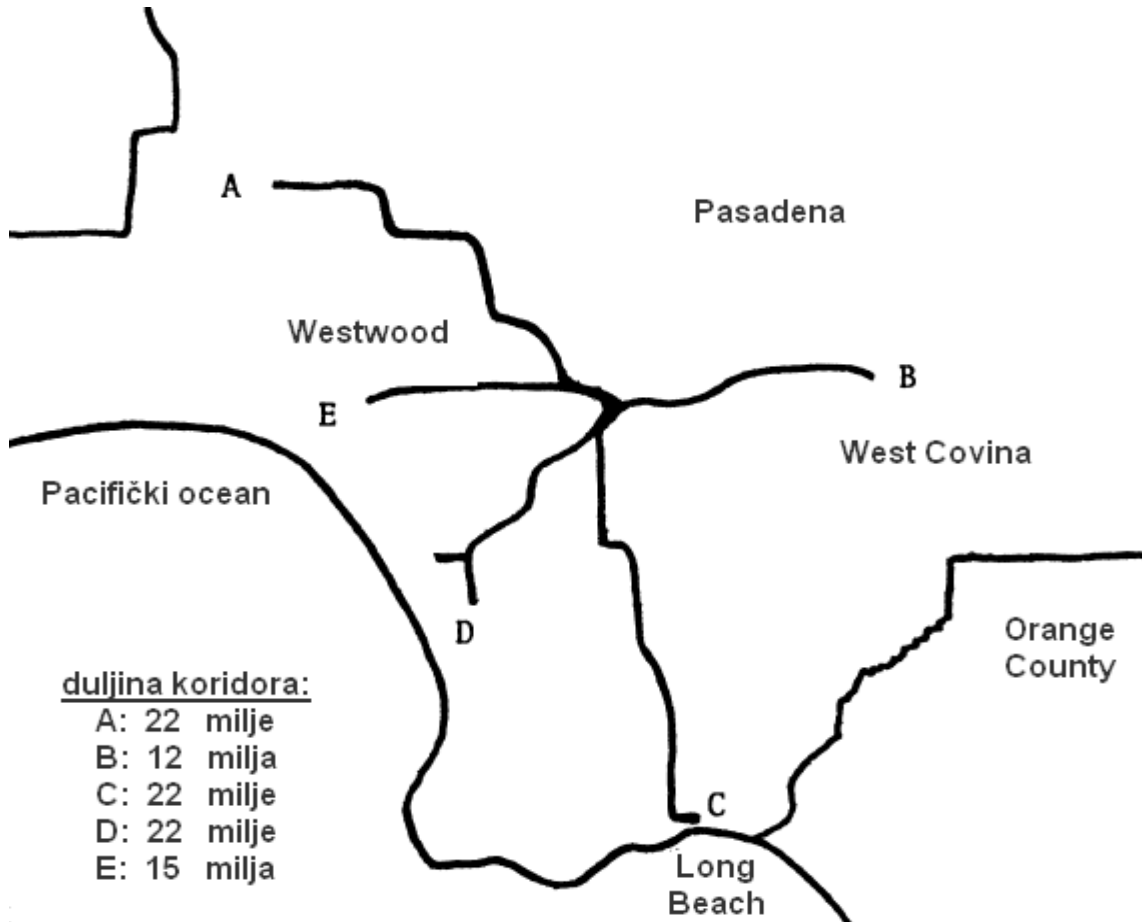 A
Pasadena
Westwood
B
E
West Covina
Pacifički ocean
D
Orange
County
duljina koridora:
A: 22 milje
B: 12 milja
C: 22 milje
D: 22 milje
E: 15 milja
C
Long
Beach